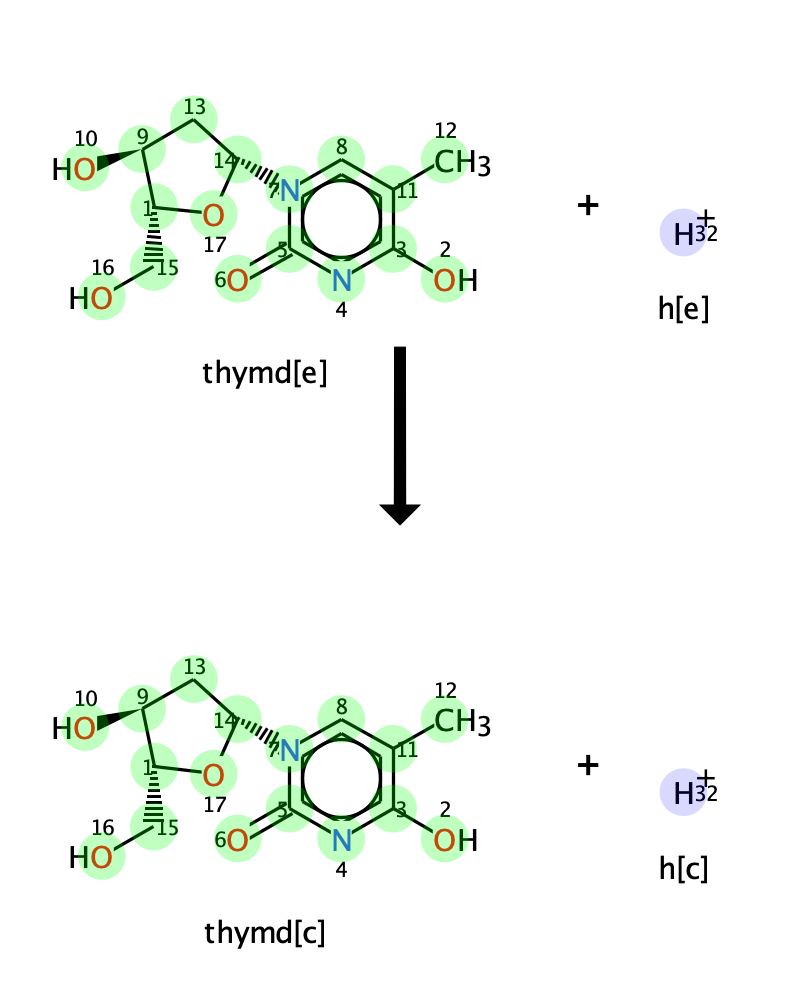 13
10 9 12
HO 14 8 CH3
7 N 11 +
1 O H+ 32
16 15 17 5 3 2
HO 6 O N OH
4 h[e]
thymd[e]
13
10 9 12
HO 14 8 CH3
7 N 11 +
1 O H+ 32
16 15 17 5 3 2
HO 6 O N OH
4 h[c]
thymd[c]